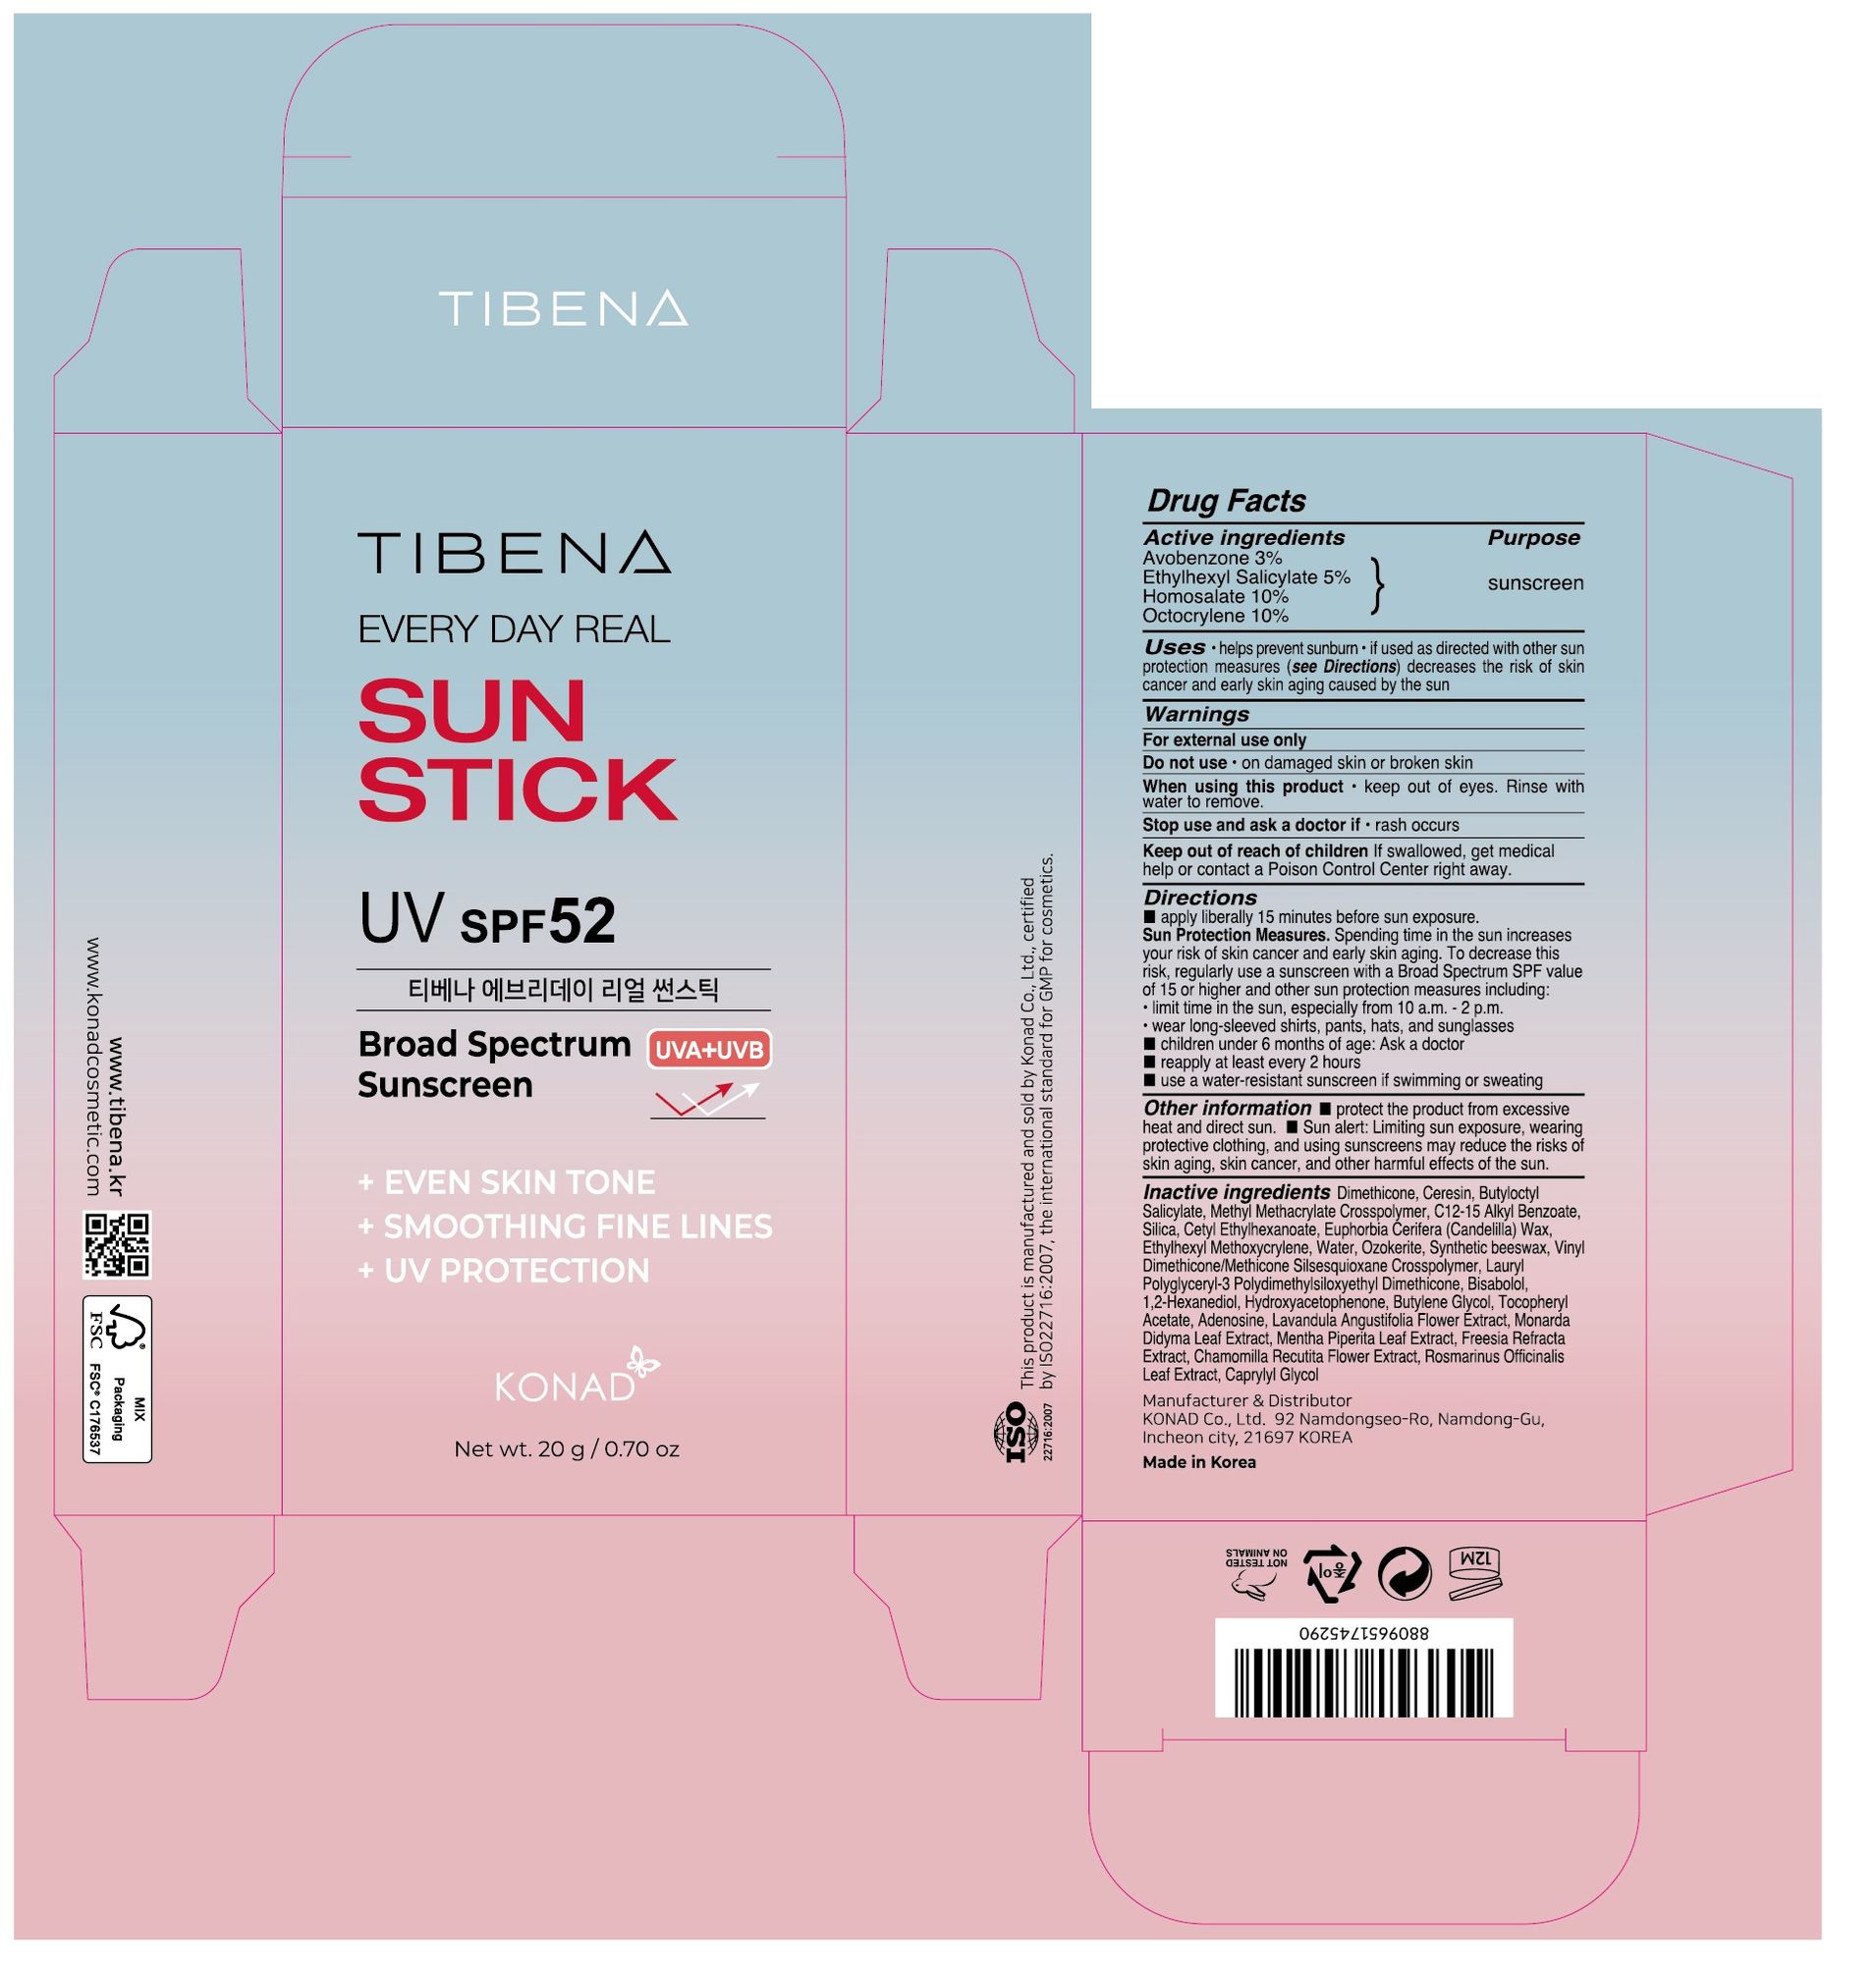 TIBENA
TIBENA
EVERY DAY REAL
SUN
STICK
UV SPF52
티베나 에브리데이 리얼 썬스틱
Broad Spectrum
Sunscreen
UVA+UVB
+ EVEN SKIN TONE
+ SMOOTHING FINE LINES
+ UV PROTECTION
KONAD
Net wt. 20 g / 0.70 oz
www.tibena.kr
www.konadcosmetic.com
FSC®
MIX
Packaging
FSC® C176537
This product is manufactured and sold by Konad Co., Ltd., certified
by ISO22716:2007, the international standard for GMP for cosmetics.
ISO
22716:2007
Drug Facts
Active ingredients Purpose
Avobenzone 3%
Ethylhexyl Salicylate 5%
Homosalate 10%
Octocrylene 10%
} sunscreen
Uses • helps prevent sunburn • if used as directed with other sun
protection measures (see Directions) decreases the risk of skin
cancer and early skin aging caused by the sun
Warnings
For external use only
Do not use • on damaged skin or broken skin
When using this product • keep out of eyes. Rinse with
water to remove.
Stop use and ask a doctor if • rash occurs
Keep out of reach of children If swallowed, get medical
help or contact a Poison Control Center right away.
Directions
■ apply liberally 15 minutes before sun exposure.
Sun Protection Measures. Spending time in the sun increases
your risk of skin cancer and early skin aging. To decrease this
risk, regularly use a sunscreen with a Broad Spectrum SPF value
of 15 or higher and other sun protection measures including:
• limit time in the sun, especially from 10 a.m. - 2 p.m.
• wear long-sleeved shirts, pants, hats, and sunglasses
■ children under 6 months of age: Ask a doctor
■ reapply at least every 2 hours
■ use a water-resistant sunscreen if swimming or sweating
Other information ■ protect the product from excessive
heat and direct sun. ■ Sun alert: Limiting sun exposure, wearing
protective clothing, and using sunscreens may reduce the risks of
skin aging, skin cancer, and other harmful effects of the sun.
Inactive ingredients Dimethicone, Ceresin, Butyloctyl
Salicylate, Methyl Methacrylate Crosspolymer, C12-15 Alkyl Benzoate,
Silica, Cetyl Ethylhexanoate, Euphorbia Cerifera (Candelilla) Wax,
Ethylhexyl Methoxycrylene, Water, Ozokerite, Synthetic beeswax, Vinyl
Dimethicone/Methicone Silsesquioxane Crosspolymer, Lauryl
Polyglyceryl-3 Polydimethylsiloxyethyl Dimethicone, Bisabolol,
1,2-Hexanediol, Hydroxyacetophenone, Butylene Glycol, Tocopheryl
Acetate, Adenosine, Lavandula Angustifolia Flower Extract, Monarda
Didyma Leaf Extract, Mentha Piperita Leaf Extract, Freesia Refracta
Extract, Chamomilla Recutita Flower Extract, Rosmarinus Officinalis
Leaf Extract, Caprylyl Glycol
Manufacturer & Distributor
KONAD Co., Ltd. 92 Namdongseo-Ro, Namdong-Gu,
Incheon city, 21697 KOREA
Made in Korea
NOT TESTED
ON ANIMALS
종이
12M
8809651745290